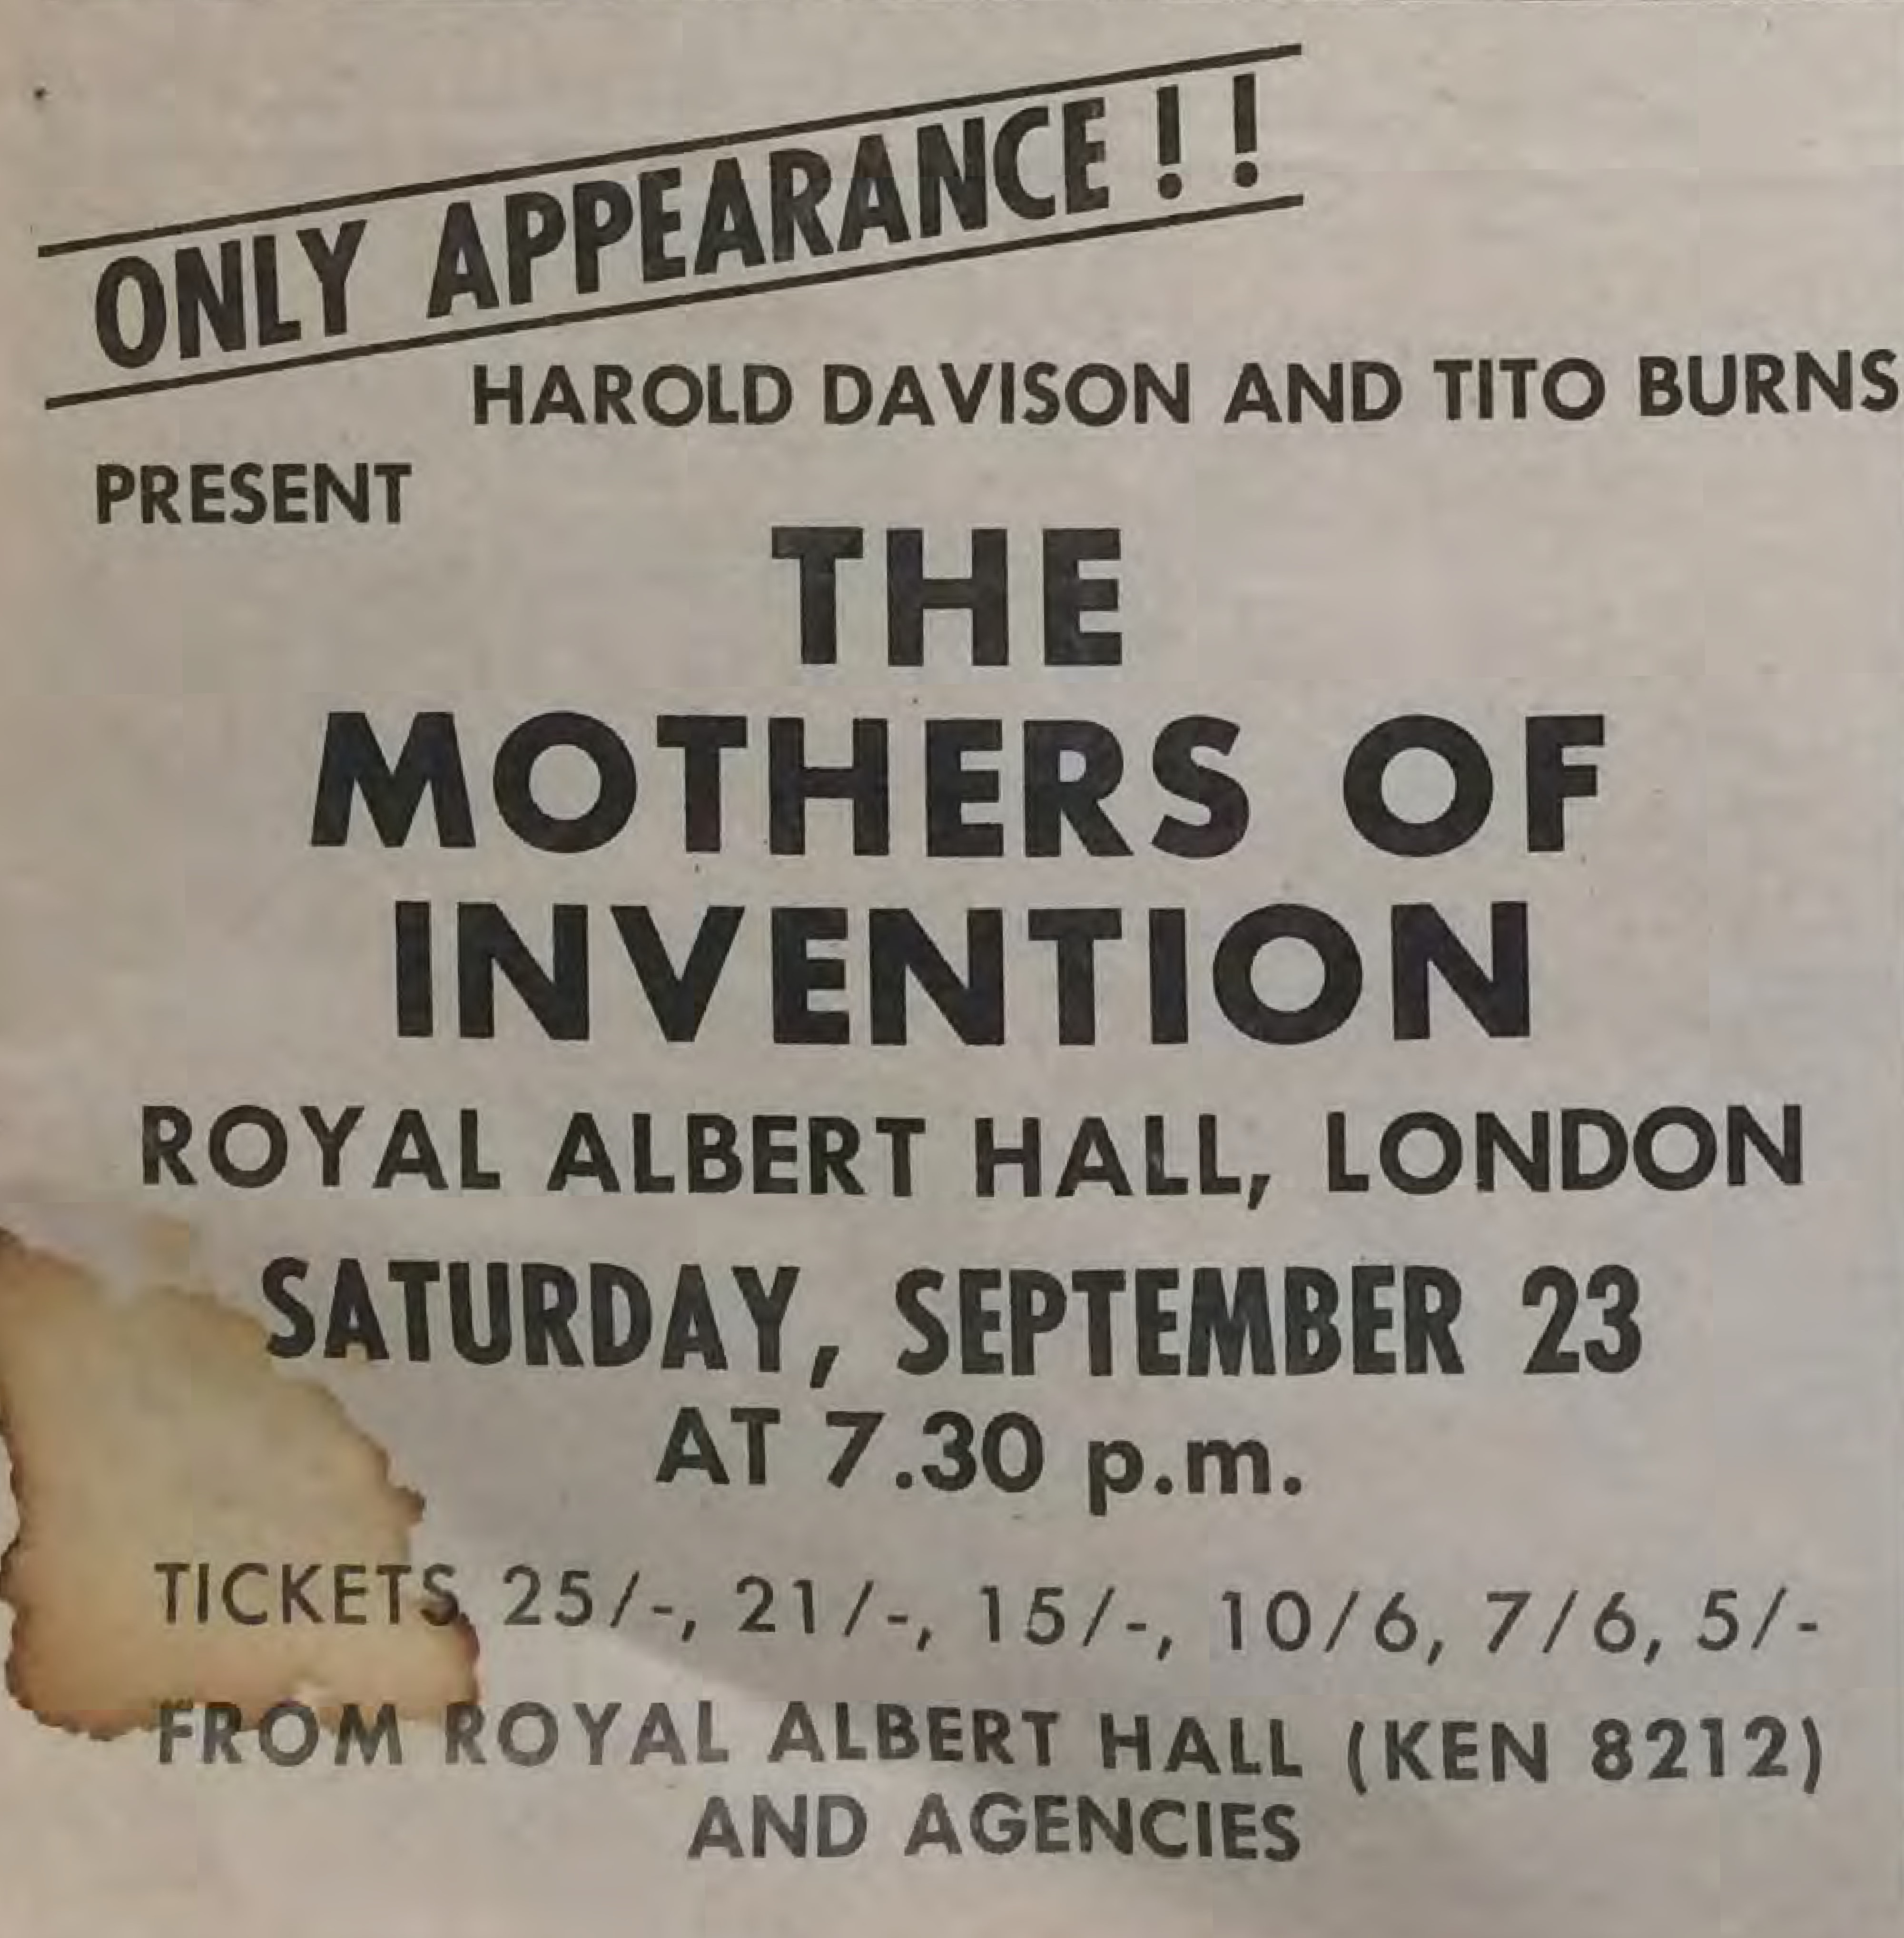 ONLY APPEARANCE!!
HAROLD DAVISON AND TITO BURNS
PRESENT
THE
MOTHERS OF
INVENTION
ROYAL ALBERT HALL, LONDON
SATURDAY, SEPTEMBER 23
AT 7.30 p.m.
TICKETS 25/-, 21/-, 15/-, 10/6, 7/6, 5/-
FROM ROYAL ALBERT HALL (KEN 8212)
AND AGENCIES